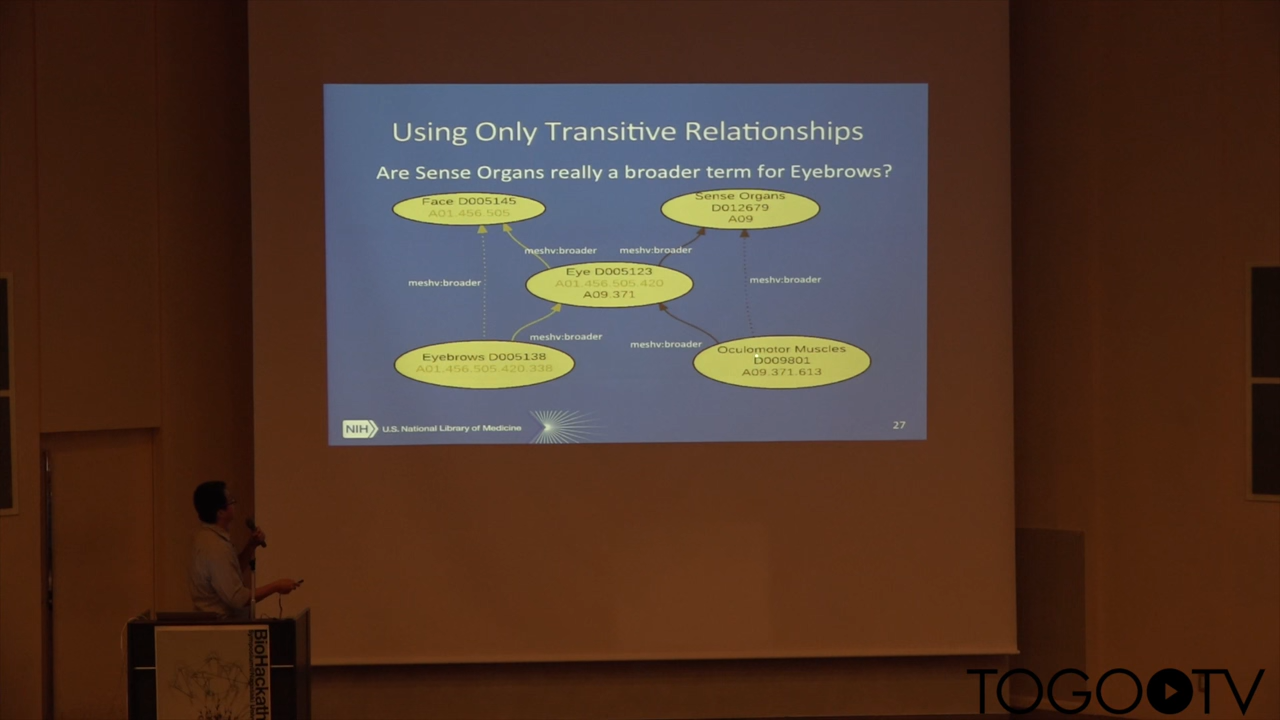 Using Only Transitive Relationships
Are Sense Organs really a broader term for Eyebrows?
Face D005145
A01.456.505
Sense Organs
D012679
A09
meshv:broader
meshv:broader
Eye D005123
A01.456.505.420
A09.371
meshv:broader
meshv:broader
meshv:broader
meshv:broader
Eyebrows D005138
A01.456.505.420.338
Oculomotor Muscles
D009801
A09.371.613
NIH U.S. National Library of Medicine
27
BioHackath
TOGO TV